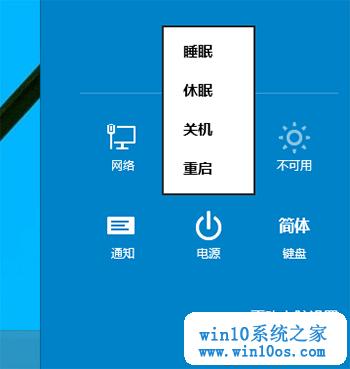 睡眠
休眠
关机
重启
网络
不可用
通知
电源
简体
键盘
win10系统之家
www.win10os.com